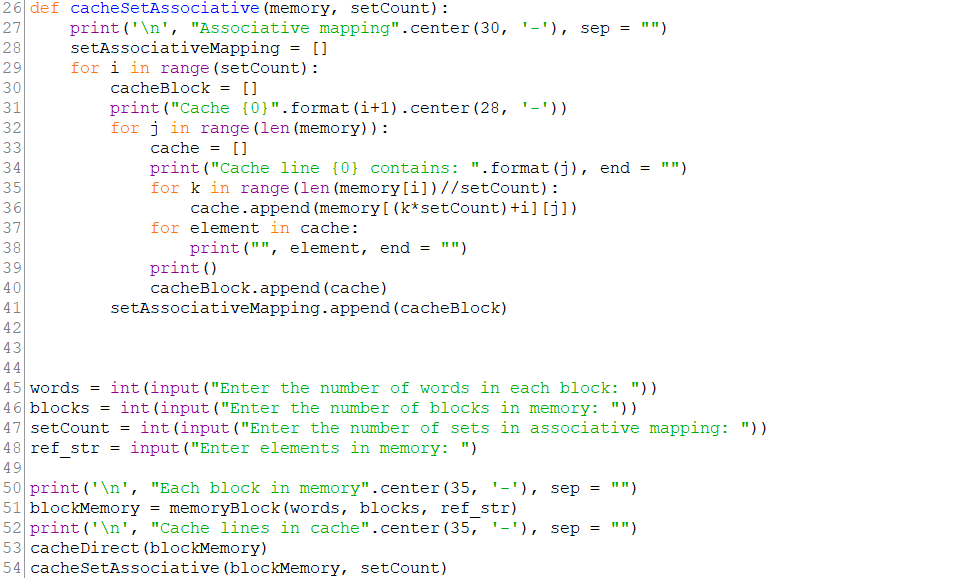 26 def cacheSetAssociative(memory, setCount):
27     print('\n', "Associative mapping".center(30, '-'), sep = "")
28     setAssociativeMapping = []
29     for i in range(setCount):
30         cacheBlock = []
31         print("Cache {0}".format(i+1).center(28, '-'))
32         for j in range(len(memory)):
33             cache = []
34             print("Cache line {0} contains: ".format(j), end = "")
35             for k in range(len(memory[i])//setCount):
36                 cache.append(memory[(k*setCount)+i][j])
37             for element in cache:
38                 print("", element, end = "")
39             print()
40             cacheBlock.append(cache)
41         setAssociativeMapping.append(cacheBlock)
42
43
44
45 words = int(input("Enter the number of words in each block: "))
46 blocks = int(input("Enter the number of blocks in memory: "))
47 setCount = int(input("Enter the number of sets in associative mapping: "))
48 ref_str = input("Enter elements in memory: ")
49
50 print('\n', "Each block in memory".center(35, '-'), sep = "")
51 blockMemory = memoryBlock(words, blocks, ref_str)
52 print('\n', "Cache lines in cache".center(35, '-'), sep = "")
53 cacheDirect(blockMemory)
54 cacheSetAssociative(blockMemory, setCount)